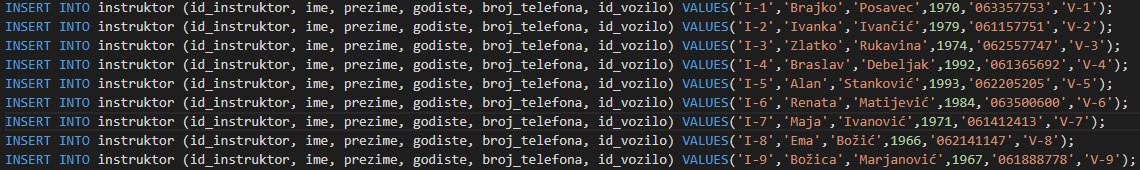 INSERT INTO instruktor (id_instruktor, ime, prezime, godiste, broj_telefona, id_vozilo) VALUES('I-1','Brajko','Posavec',1970,'063357753','V-1');
INSERT INTO instruktor (id_instruktor, ime, prezime, godiste, broj_telefona, id_vozilo) VALUES('I-2','Ivanka','Ivančić',1979,'061157751','V-2');
INSERT INTO instruktor (id_instruktor, ime, prezime, godiste, broj_telefona, id_vozilo) VALUES('I-3','Zlatko','Rukavina',1974,'062557747','V-3');
INSERT INTO instruktor (id_instruktor, ime, prezime, godiste, broj_telefona, id_vozilo) VALUES('I-4','Braslav','Debeljak',1992,'061365692','V-4');
INSERT INTO instruktor (id_instruktor, ime, prezime, godiste, broj_telefona, id_vozilo) VALUES('I-5','Alan','Stanković',1993,'062205205','V-5');
INSERT INTO instruktor (id_instruktor, ime, prezime, godiste, broj_telefona, id_vozilo) VALUES('I-6','Renata','Matijević',1984,'063500600','V-6');
INSERT INTO instruktor (id_instruktor, ime, prezime, godiste, broj_telefona, id_vozilo) VALUES('I-7','Maja','Ivanović',1971,'061412413','V-7');
INSERT INTO instruktor (id_instruktor, ime, prezime, godiste, broj_telefona, id_vozilo) VALUES('I-8','Ema','Božić',1966,'062141147','V-8');
INSERT INTO instruktor (id_instruktor, ime, prezime, godiste, broj_telefona, id_vozilo) VALUES('I-9','Božica','Marjanović',1967,'061888778','V-9');